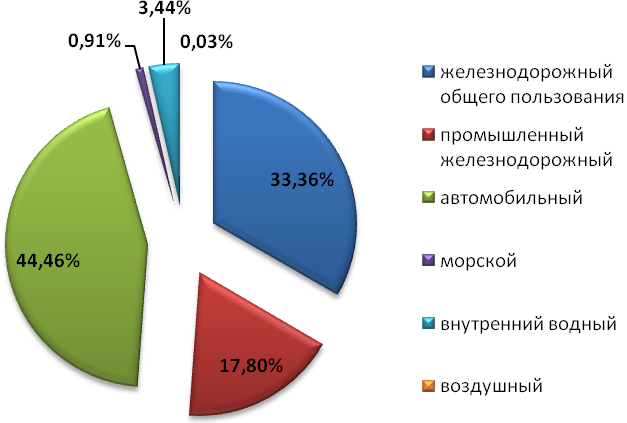 3,44%
0,91%
0,03%
33,36%
44,46%
17,80%
железнодорожный
общего пользования
промышленный
железнодорожный
автомобильный
морской
внутренний водный
воздушный